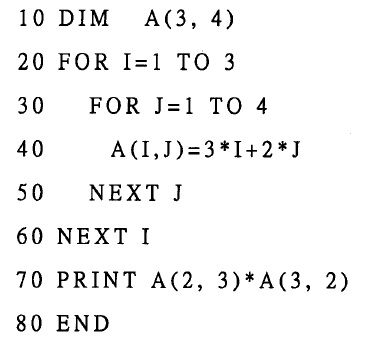 10 DIM   A(3, 4)
20 FOR I=1 TO 3
30   FOR J=1 TO 4
40     A(I,J)=3*I+2*J
50   NEXT J
60 NEXT I
70 PRINT A(2, 3)*A(3, 2)
80 END